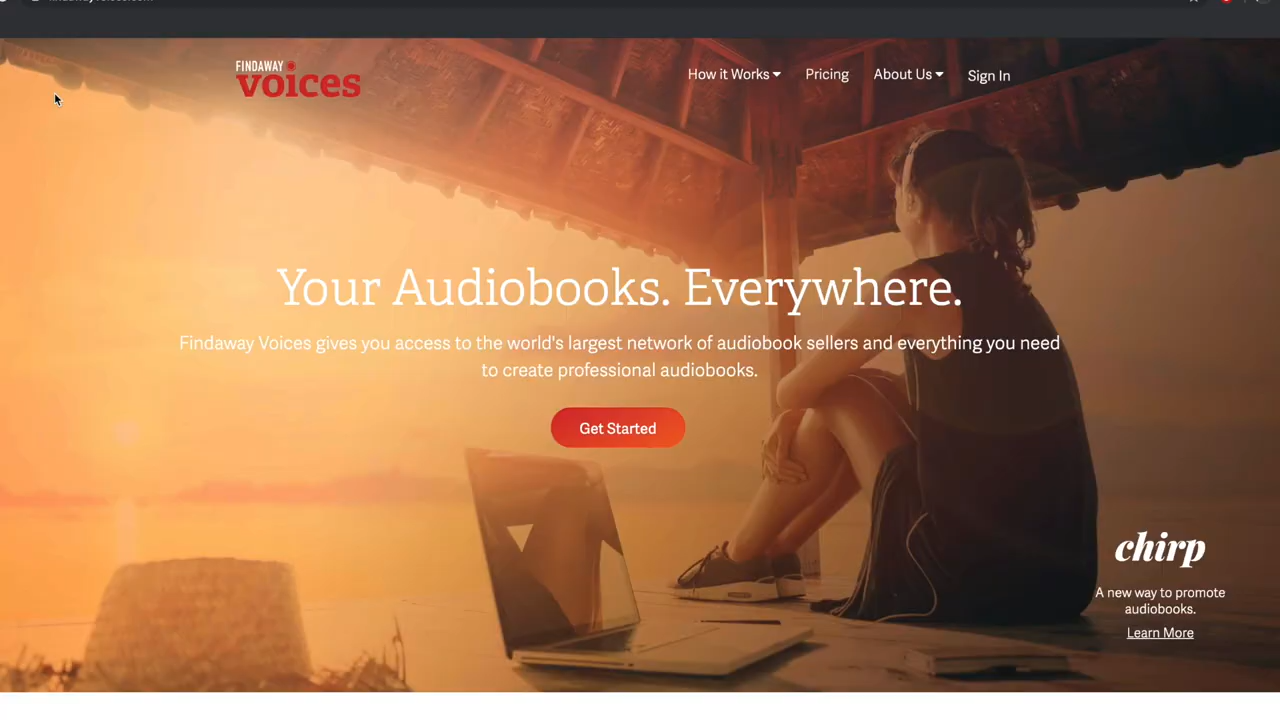 FINDAWAY
voices
How it Works
Pricing
About Us
Sign In
Your Audiobooks. Everywhere.
Findaway Voices gives you access to the world's largest network of audiobook sellers and everything you need
to create professional audiobooks.
Get Started
chirp
A new way to promote
audiobooks.
Learn More